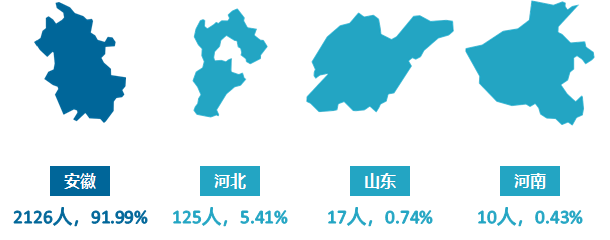 安徽 河北 山东 河南
2126人，91.99% 125人，5.41% 17人，0.74% 10人，0.43%